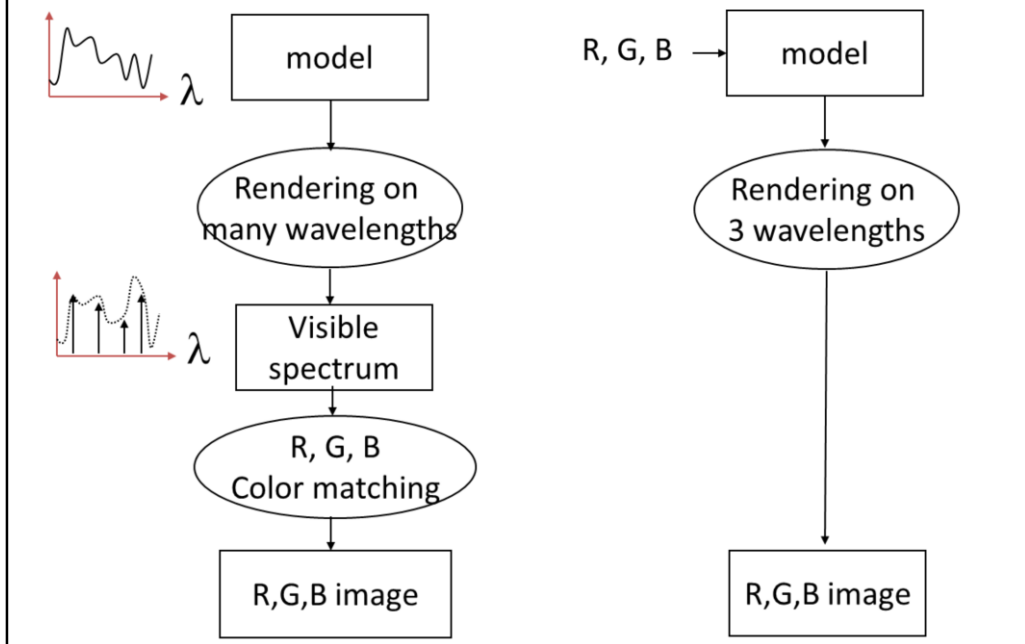 λ
model
Rendering on
many wavelengths
λ
Visible
spectrum
R, G, B
Color matching
R,G,B image
R, G, B
model
Rendering on
3 wavelengths
R,G,B image